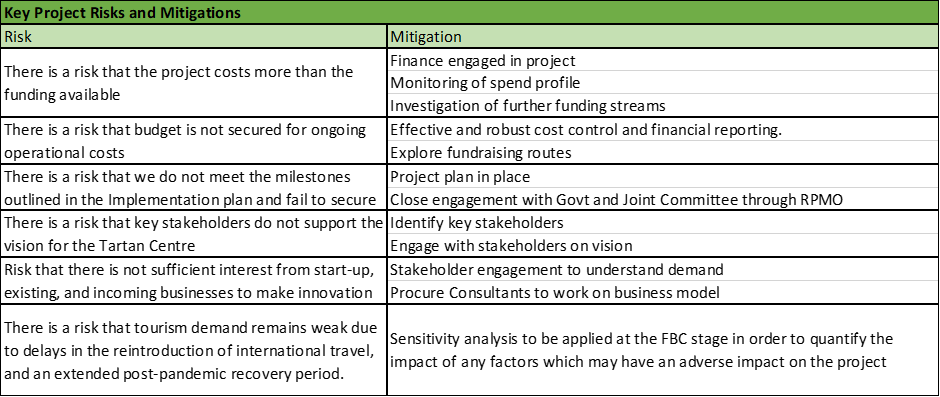 Key Project Risks and Mitigations
Risk
Mitigation
There is a risk that the project costs more than the
funding available
Finance engaged in project
Monitoring of spend profile
Investigation of further funding streams
There is a risk that budget is not secured for ongoing
operational costs
Effective and robust cost control and financial reporting.
Explore fundraising routes
There is a risk that we do not meet the milestones
outlined in the Implementation plan and fail to secure
Project plan in place
Close engagement with Govt and Joint Committee through RPMO
There is a risk that key stakeholders do not support the
vision for the Tartan Centre
Identify key stakeholders
Engage with stakeholders on vision
Risk that there is not sufficient interest from start-up,
existing, and incoming businesses to make innovation
Stakeholder engagement to understand demand
Procure Consultants to work on business model
There is a risk that tourism demand remains weak due
to delays in the reintroduction of international travel,
and an extended post-pandemic recovery period.
Sensitivity analysis to be applied at the FBC stage in order to quantify the
impact of any factors which may have an adverse impact on the project